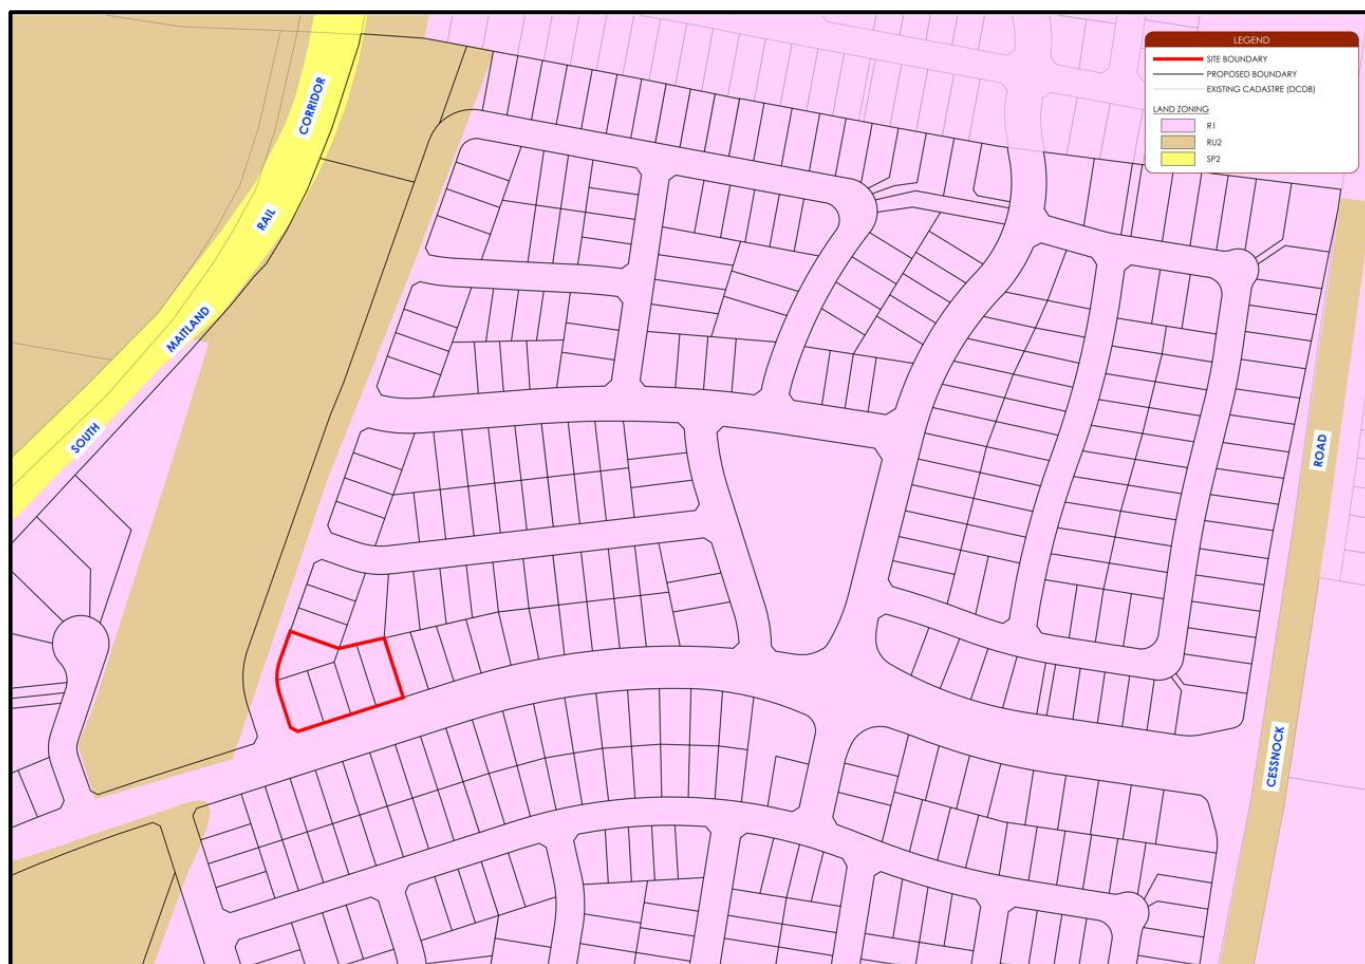 LEGEND
SITE BOUNDARY
PROPOSED BOUNDARY
EXISTING CADASTRE (DCDB)
LAND ZONING
R1
RU2
SP2
CORRIDOR
RAIL
MAITLAND
SOUTH
ROAD
CESSNOCK